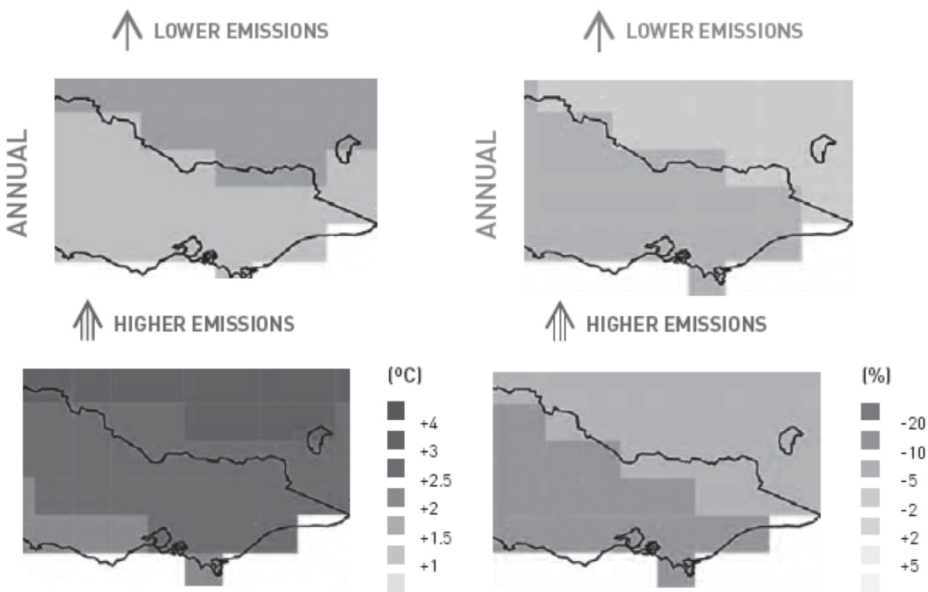 LOWER EMISSIONS
LOWER EMISSIONS
ANNUAL
ANNUAL
HIGHER EMISSIONS
HIGHER EMISSIONS
(ºC)
+4
+3
+2.5
+2
+1.5
+1
(%)
-20
-10
-5
-2
+2
+5